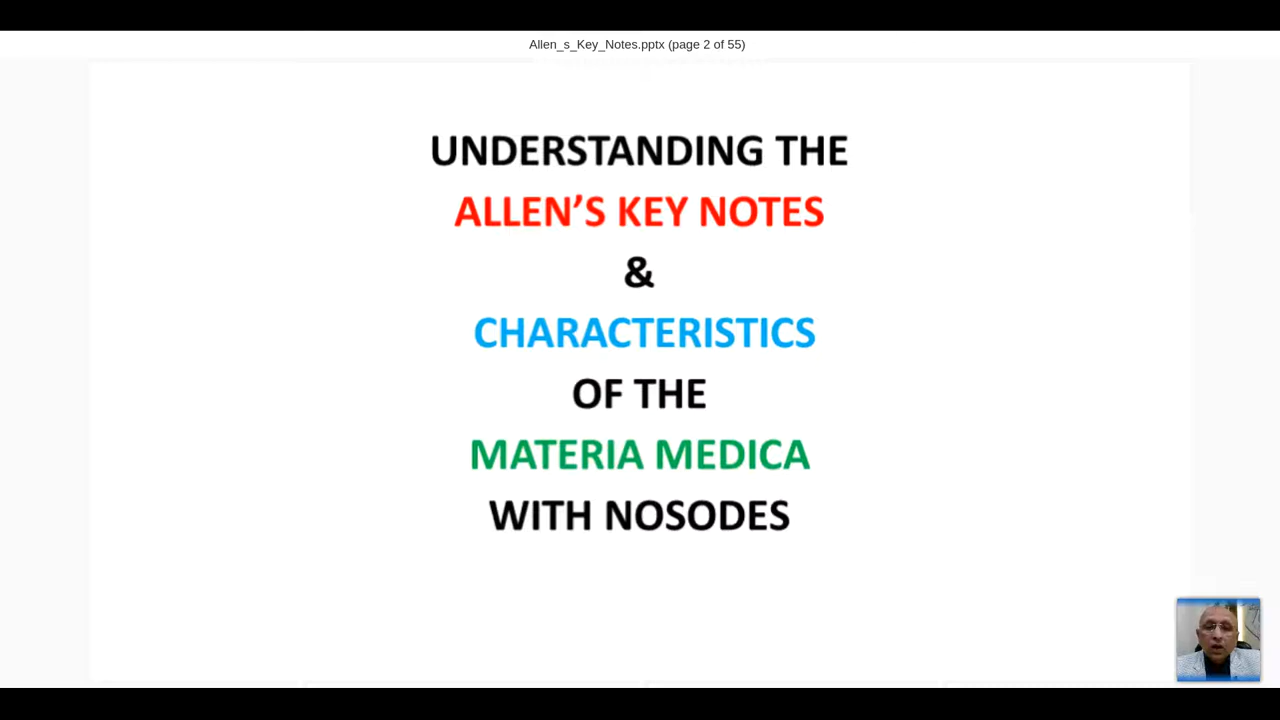 Allen_s_Key_Notes.pptx (page 2 of 55)
UNDERSTANDING THE
ALLEN’S KEY NOTES
&
CHARACTERISTICS
OF THE
MATERIA MEDICA
WITH NOSODES